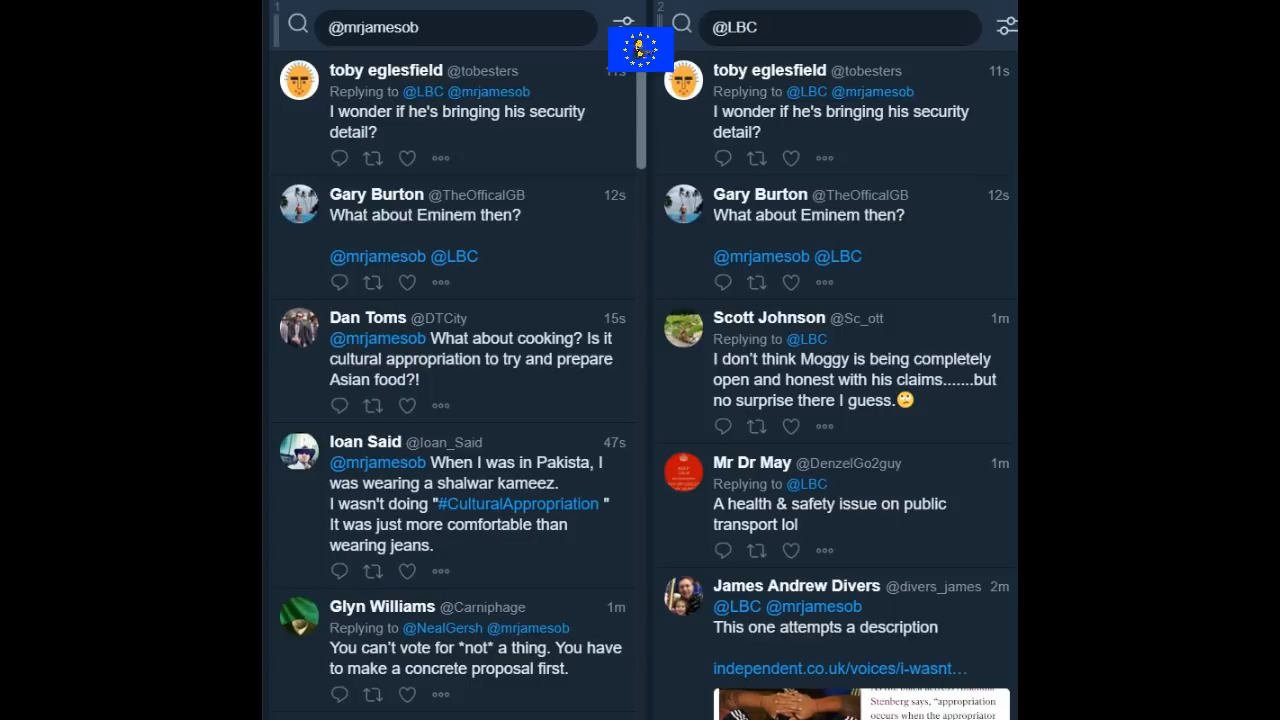 1
@mrjamesob
toby eglesfield @tobesters 11s
Replying to @LBC @mrjamesob
I wonder if he's bringing his security
detail?
Gary Burton @TheOfficalGB 12s
What about Eminem then?
@mrjamesob @LBC
Dan Toms @DTCity 15s
@mrjamesob What about cooking? Is it
cultural appropriation to try and prepare
Asian food?!
Ioan Said @Ioan_Said 47s
@mrjamesob When I was in Pakista, I
was wearing a shalwar kameez.
I wasn't doing "#CulturalAppropriation "
It was just more comfortable than
wearing jeans.
Glyn Williams @Carniphage 1m
Replying to @NealGersh @mrjamesob
You can't vote for *not* a thing. You have
to make a concrete proposal first.
2
@LBC
toby eglesfield @tobesters 11s
Replying to @LBC @mrjamesob
I wonder if he's bringing his security
detail?
Gary Burton @TheOfficalGB 12s
What about Eminem then?
@mrjamesob @LBC
Scott Johnson @Sc_ott 1m
Replying to @LBC
I don't think Moggy is being completely
open and honest with his claims.......but
no surprise there I guess.🙄
Mr Dr May @DenzelGo2guy 1m
Replying to @LBC
A health & safety issue on public
transport lol
James Andrew Divers @divers_james 2m
@LBC @mrjamesob
This one attempts a description
independent.co.uk/voices/i-wasnt…
Stenberg says, "appropriation
occurs when the appropriator